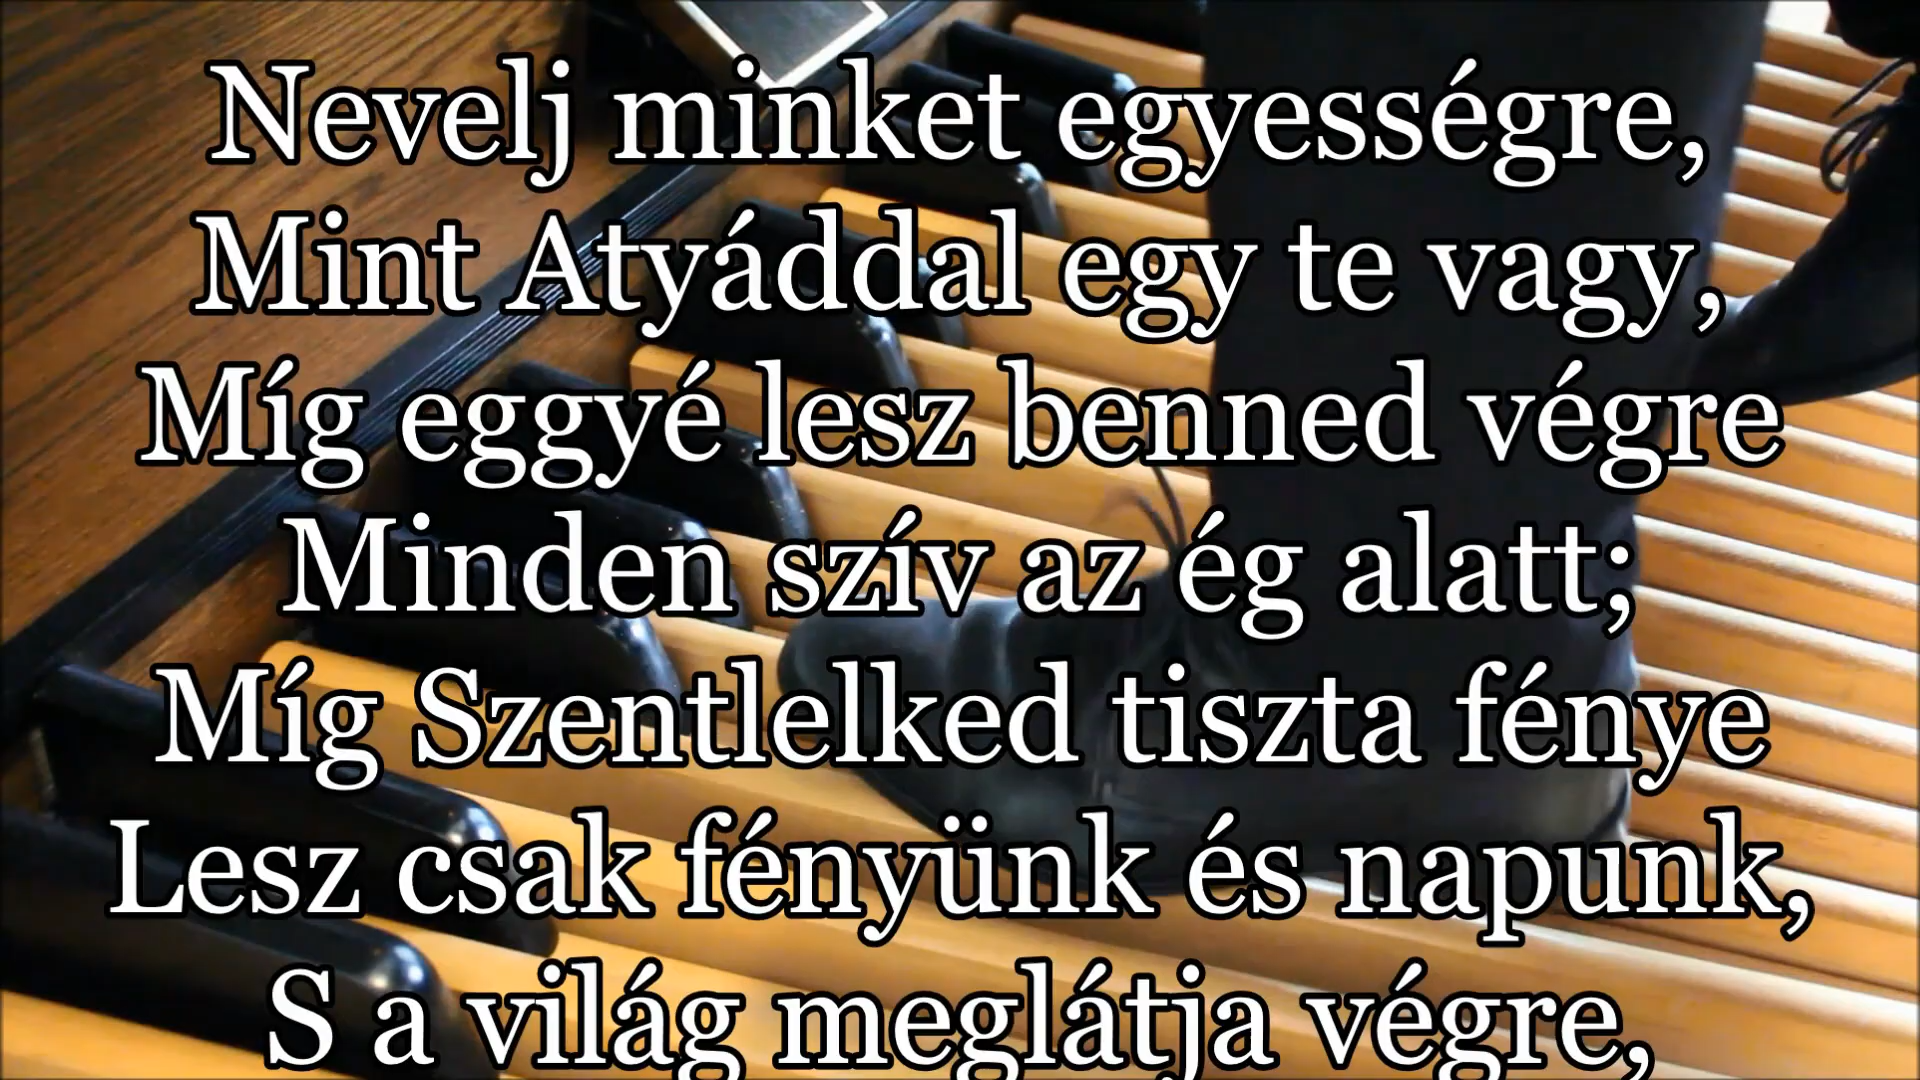 Nevelj minket egyességre,
Mint Atyáddal egy te vagy,
Míg eggyé lesz benned végre
Minden szív az ég alatt;
Míg Szentlelked tiszta fénye
Lesz csak fényünk és napunk,
S a világ meglátja végre,